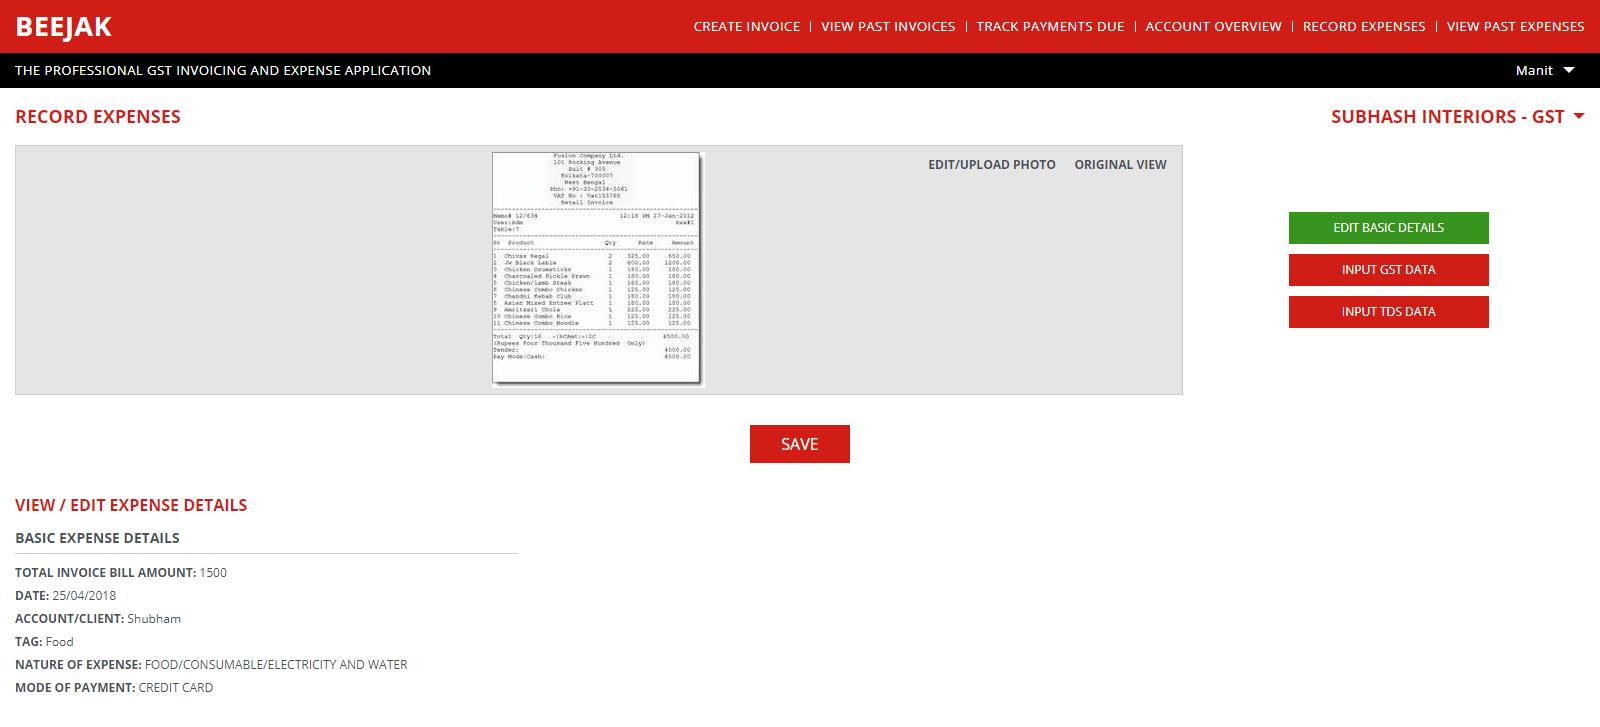 BEEJAK
CREATE INVOICE | VIEW PAST INVOICES | TRACK PAYMENTS DUE | ACCOUNT OVERVIEW | RECORD EXPENSES | VIEW PAST EXPENSES
THE PROFESSIONAL GST INVOICING AND EXPENSE APPLICATION
Manit
RECORD EXPENSES
SUBHASH INTERIORS - GST
EDIT/UPLOAD PHOTO ORIGINAL VIEW
Fusion Company Ltd.
101 Rocking Avenue
Suit # 305
Kolkata-700007
West Bengal
Phn: +91-33-2534-5061
VAT No : Vat155785
Retail Invoice
Memo# 12/634 12:18 PM 27-Jan-2012
User:Adm
Table:7
Sr Product Qty Rate Amount
1 Chivas Regal 2 325.00 650.00
2 Jw Black Lable 2 600.00 1200.00
3 Chicken Drumsticks 1 180.00 180.00
4 Charcoaled Pickle Prawn 1 180.00 180.00
5 Chicken/lamb Steak 1 180.00 180.00
6 Chinese Combo Chicken 1 125.00 125.00
7 Chandni Kebab Club 1 180.00 180.00
8 Asian Mixed Entree Platt 1 180.00 180.00
9 Amritsari Chola 1 225.00 225.00
10 Chinese Combo Rice 1 125.00 125.00
11 Chinese Combo Noodle 1 125.00 125.00
Total Qty:16 4500.00
(Rupees Four Thousand Five Hundred Only)
Tender: 4500.00
Pay Mode:Cash: 4500.00
EDIT BASIC DETAILS
INPUT GST DATA
INPUT TDS DATA
SAVE
VIEW / EDIT EXPENSE DETAILS
BASIC EXPENSE DETAILS
TOTAL INVOICE BILL AMOUNT: 1500
DATE: 25/04/2018
ACCOUNT/CLIENT: Shubham
TAG: Food
NATURE OF EXPENSE: FOOD/CONSUMABLE/ELECTRICITY AND WATER
MODE OF PAYMENT: CREDIT CARD